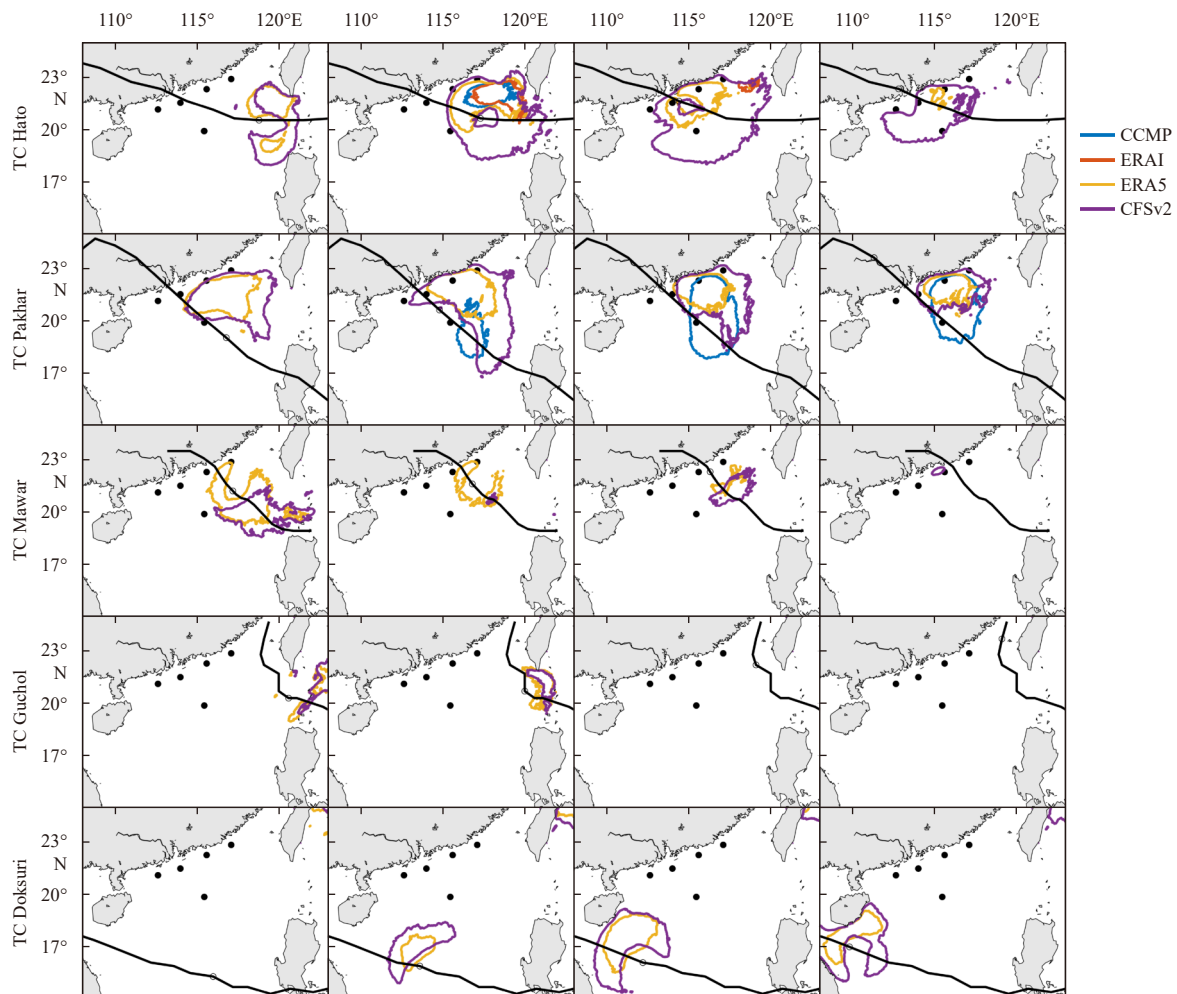 110° 115° 120°E 110° 115° 120°E 110° 115° 120°E 110° 115° 120°E
TC Hato
23°
N
20°
17°
CCMP
ERAI
ERA5
CFSv2
TC Pakhar
23°
N
20°
17°
TC Mawar
23°
N
20°
17°
TC Guchol
23°
N
20°
17°
TC Doksuri
23°
N
20°
17°